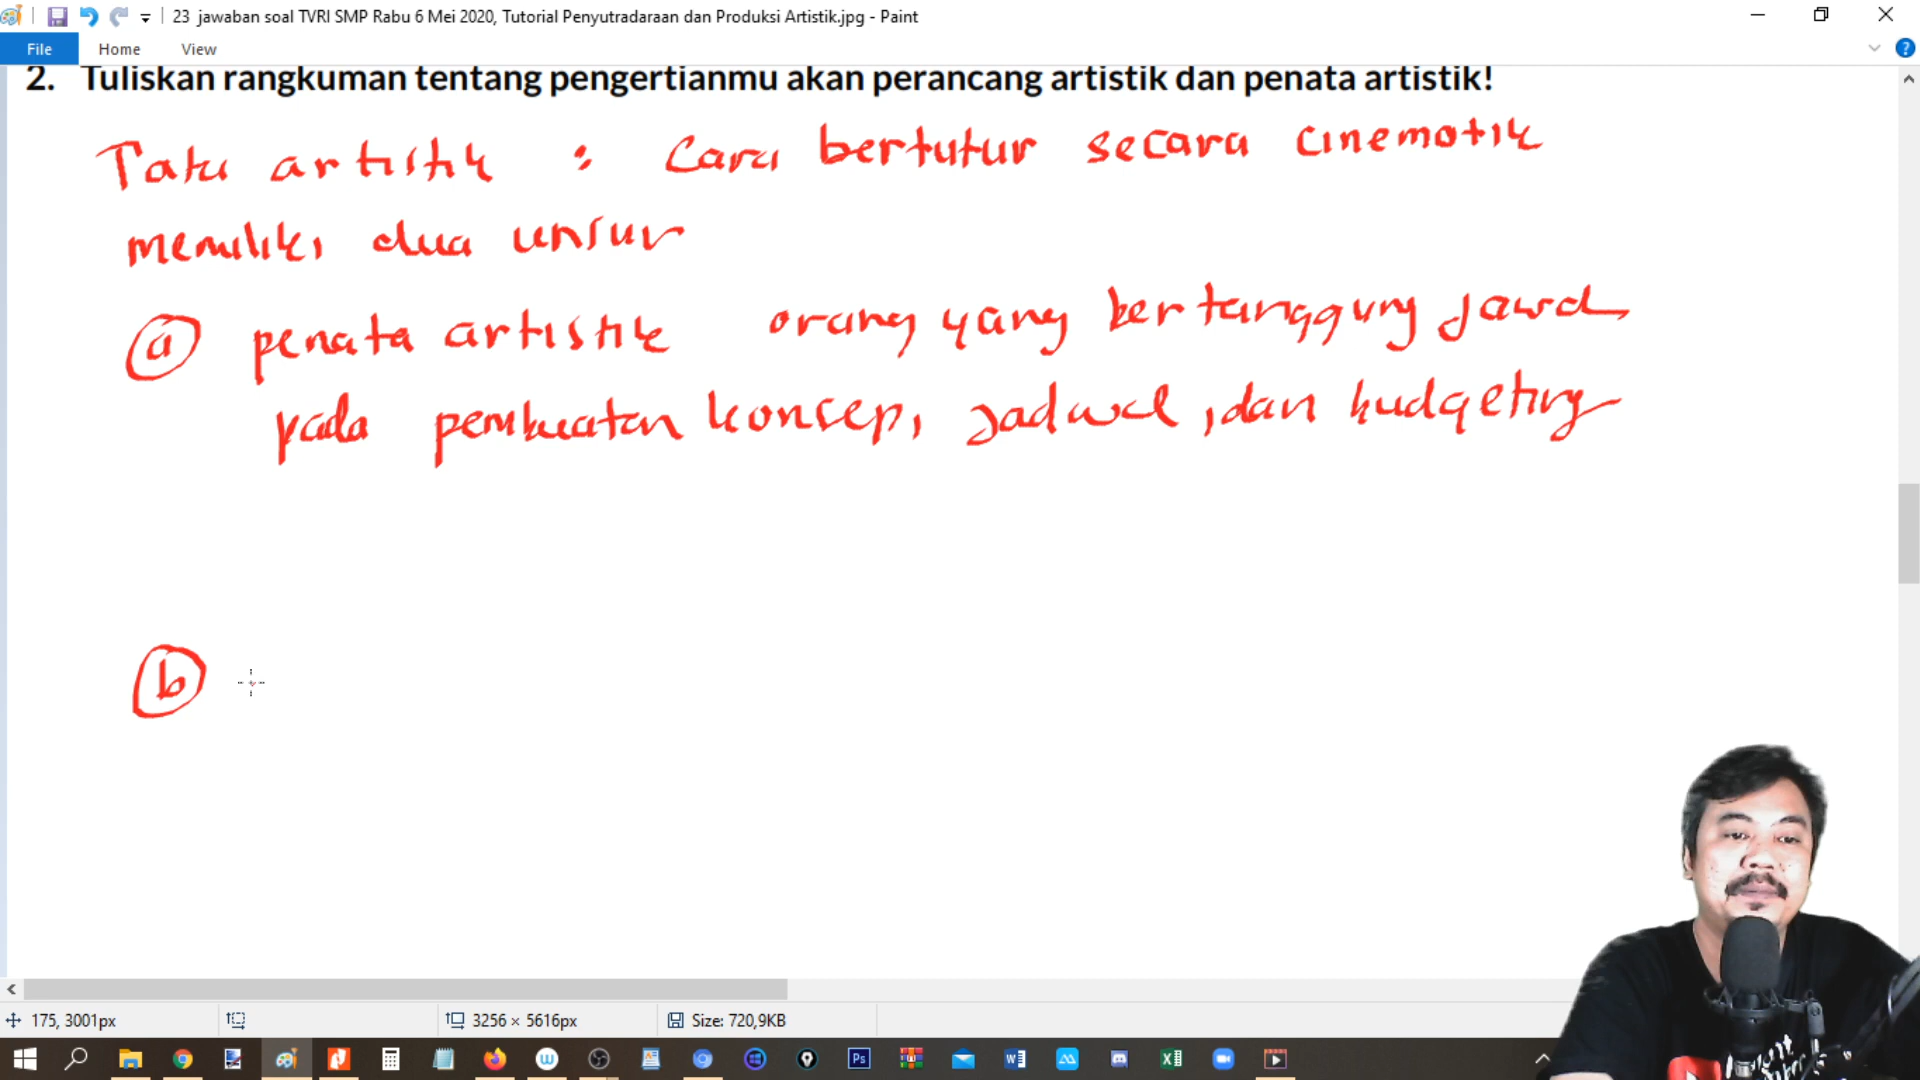 23 jawaban soal TVRI SMP Rabu 6 Mei 2020, Tutorial Penyutradaraan dan Produksi Artistik.jpg - Paint
File Home View
2. Tuliskan rangkuman tentang pengertianmu akan perancang artistik dan penata artistik!
Tata artistik : Cara bertutur secara cinematik
memiliki dua unsur
a penata artistik orang yang bertanggung jawab
pada pembuatan konsep, jadwal, dan budgeting
b
175, 3001px 3256 × 5616px Size: 720,9KB